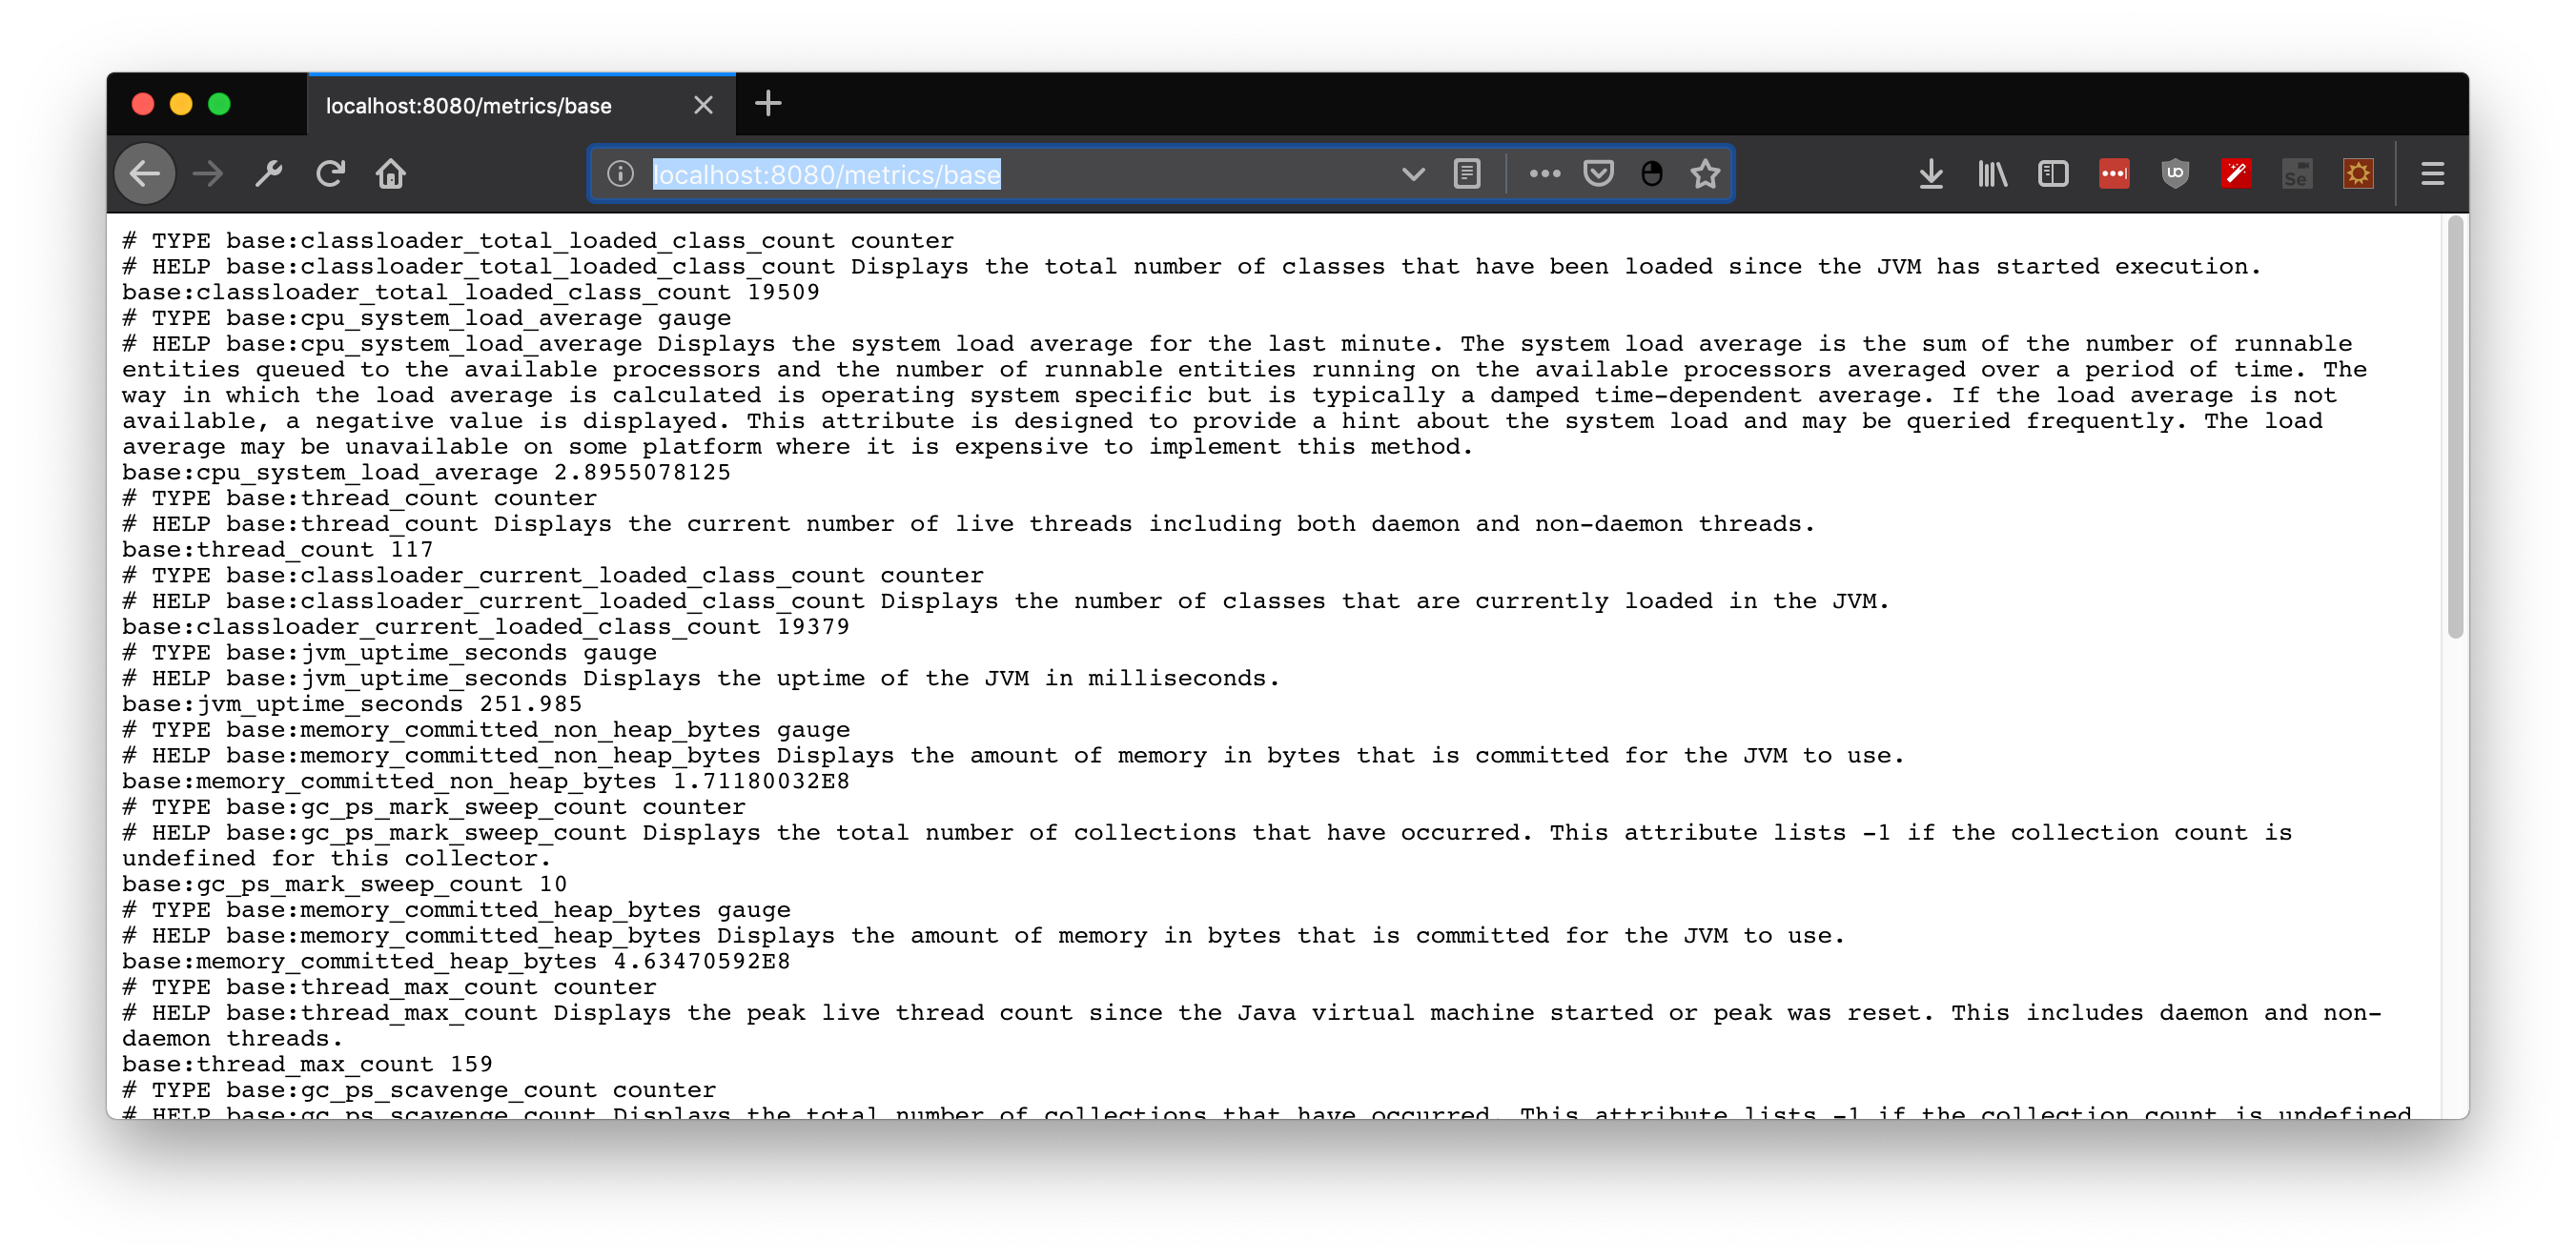 localhost:8080/metrics/base
localhost:8080/metrics/base
UO
Se
# TYPE base:classloader_total_loaded_class_count counter
# HELP base:classloader_total_loaded_class_count Displays the total number of classes that have been loaded since the JVM has started execution.
base:classloader_total_loaded_class_count 19509
# TYPE base:cpu_system_load_average gauge
# HELP base:cpu_system_load_average Displays the system load average for the last minute. The system load average is the sum of the number of runnable
entities queued to the available processors and the number of runnable entities running on the available processors averaged over a period of time. The
way in which the load average is calculated is operating system specific but is typically a damped time-dependent average. If the load average is not
available, a negative value is displayed. This attribute is designed to provide a hint about the system load and may be queried frequently. The load
average may be unavailable on some platform where it is expensive to implement this method.
base:cpu_system_load_average 2.8955078125
# TYPE base:thread_count counter
# HELP base:thread_count Displays the current number of live threads including both daemon and non-daemon threads.
base:thread_count 117
# TYPE base:classloader_current_loaded_class_count counter
# HELP base:classloader_current_loaded_class_count Displays the number of classes that are currently loaded in the JVM.
base:classloader_current_loaded_class_count 19379
# TYPE base:jvm_uptime_seconds gauge
# HELP base:jvm_uptime_seconds Displays the uptime of the JVM in milliseconds.
base:jvm_uptime_seconds 251.985
# TYPE base:memory_committed_non_heap_bytes gauge
# HELP base:memory_committed_non_heap_bytes Displays the amount of memory in bytes that is committed for the JVM to use.
base:memory_committed_non_heap_bytes 1.71180032E8
# TYPE base:gc_ps_mark_sweep_count counter
# HELP base:gc_ps_mark_sweep_count Displays the total number of collections that have occurred. This attribute lists -1 if the collection count is
undefined for this collector.
base:gc_ps_mark_sweep_count 10
# TYPE base:memory_committed_heap_bytes gauge
# HELP base:memory_committed_heap_bytes Displays the amount of memory in bytes that is committed for the JVM to use.
base:memory_committed_heap_bytes 4.63470592E8
# TYPE base:thread_max_count counter
# HELP base:thread_max_count Displays the peak live thread count since the Java virtual machine started or peak was reset. This includes daemon and non-
daemon threads.
base:thread_max_count 159
# TYPE base:gc_ps_scavenge_count counter
# HELP base:gc_ps_scavenge_count Displays the total number of collections that have occurred. This attribute lists -1 if the collection count is undefined